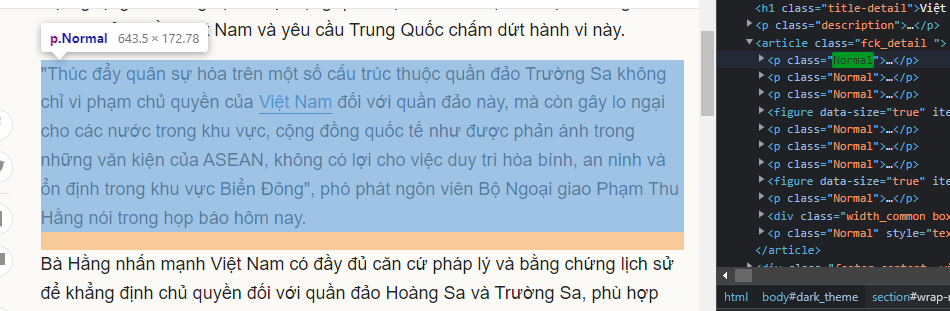 t Nam và yêu cầu Trung Quốc chấm dứt hành vi này.
p.Normal 643.5 × 172.78
"Thúc đẩy quân sự hóa trên một số cấu trúc thuộc quần đảo Trường Sa không
chỉ vi phạm chủ quyền của Việt Nam đối với quần đảo này, mà còn gây lo ngại
cho các nước trong khu vực, cộng đồng quốc tế như được phản ánh trong
những văn kiện của ASEAN, không có lợi cho việc duy trì hòa bình, an ninh và
ổn định trong khu vực Biển Đông", phó phát ngôn viên Bộ Ngoại giao Phạm Thu
Hằng nói trong họp báo hôm nay.
Bà Hằng nhấn mạnh Việt Nam có đầy đủ căn cứ pháp lý và bằng chứng lịch sử
để khẳng định chủ quyền đối với quần đảo Hoàng Sa và Trường Sa, phù hợp
<h1 class="title-detail">Việt
<p class="description">…</p>
<article class="fck_detail ">
<p class="Normal">…</p>
<p class="Normal">…</p>
<p class="Normal">…</p>
<figure data-size="true" ite
<p class="Normal">…</p>
<p class="Normal">…</p>
<p class="Normal">…</p>
<figure data-size="true" ite
<p class="Normal">…</p>
<div class="width_common box
<p class="Normal" style="tex
</article>
html body#dark_theme section#wrap-